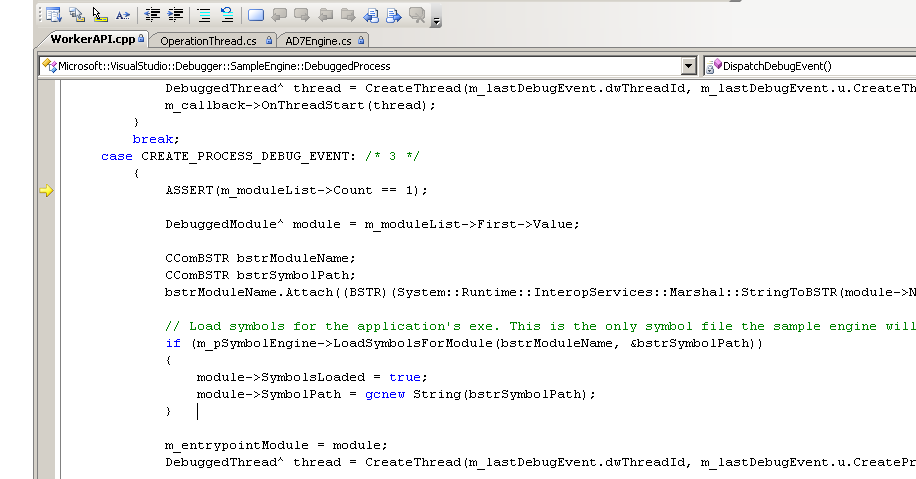 WorkerAPI.cpp OperationThread.cs AD7Engine.cs
Microsoft::VisualStudio::Debugger::SampleEngine::DebuggedProcess DispatchDebugEvent()
DebuggedThread^ thread = CreateThread(m_lastDebugEvent.dwThreadId, m_lastDebugEvent.u.CreateTh
m_callback->OnThreadStart(thread);
}
break;
case CREATE_PROCESS_DEBUG_EVENT: /* 3 */
{
ASSERT(m_moduleList->Count == 1);
DebuggedModule^ module = m_moduleList->First->Value;
CComBSTR bstrModuleName;
CComBSTR bstrSymbolPath;
bstrModuleName.Attach((BSTR)(System::Runtime::InteropServices::Marshal::StringToBSTR(module->N
// Load symbols for the application's exe. This is the only symbol file the sample engine will
if (m_pSymbolEngine->LoadSymbolsForModule(bstrModuleName, &bstrSymbolPath))
{
module->SymbolsLoaded = true;
module->SymbolPath = gcnew String(bstrSymbolPath);
}
m_entrypointModule = module;
DebuggedThread^ thread = CreateThread(m_lastDebugEvent.dwThreadId, m_lastDebugEvent.u.CreatePr